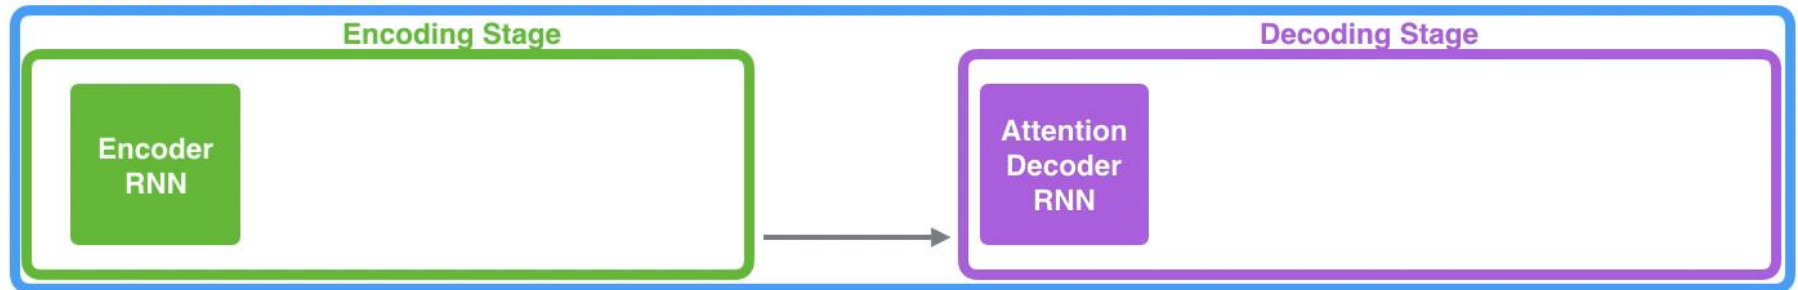 Encoding Stage
Decoding Stage
Encoder
RNN
Attention
Decoder
RNN